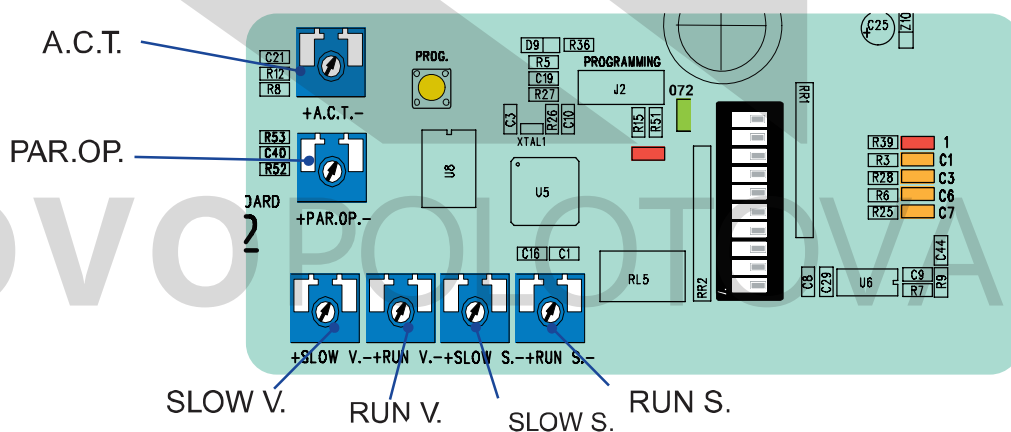 A.C.T.
PAR.OP.
C21
R12
R8
+A.C.T.-
R53
C40
R52
+PAR.OP.-
OARD
2
PROG.
U8
D9
R36
R5
C19
R27
PROGRAMMING
J2
C3
XTAL1
R26
C10
R15
R51
072
U5
C16
C1
RL5
RR2
RR1
C25
Z10
R39
1
R3
C1
R28
C3
R6
C6
R25
C7
C8
C29
U6
C9
R7
C44
R9
+SLOW V.-+RUN V.-+SLOW S.-+RUN S.-
SLOW V.
RUN V.
SLOW S.
RUN S.
OVOPOLOTOVA